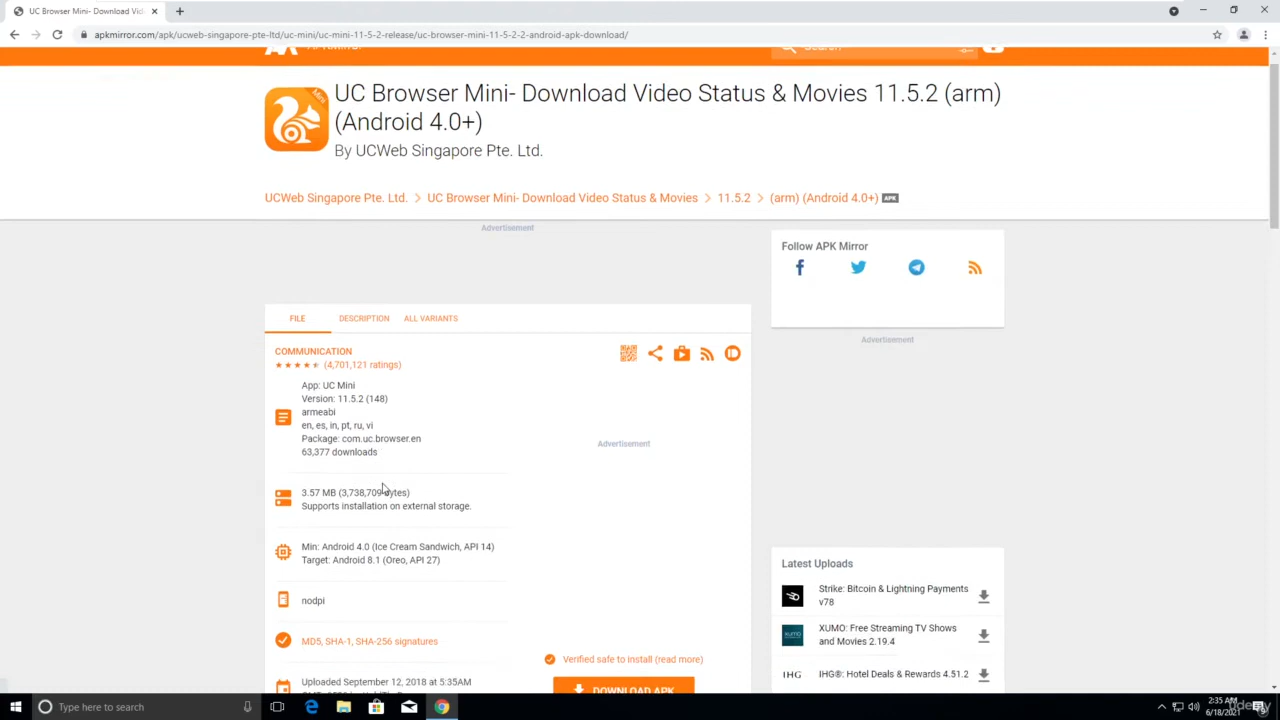 UC Browser Mini- Download Vid
apkmirror.com/apk/ucweb-singapore-pte-ltd/uc-mini/uc-mini-11-5-2-release/uc-browser-mini-11-5-2-2-android-apk-download/
Search
UC Browser Mini- Download Video Status & Movies 11.5.2 (arm)
(Android 4.0+)
By UCWeb Singapore Pte. Ltd.
UCWeb Singapore Pte. Ltd. > UC Browser Mini- Download Video Status & Movies > 11.5.2 > (arm) (Android 4.0+) APK
Advertisement
Follow APK Mirror
FILE DESCRIPTION ALL VARIANTS
Advertisement
COMMUNICATION
(4,701,121 ratings)
App: UC Mini
Version: 11.5.2 (148)
armeabi
en, es, in, pt, ru, vi
Package: com.uc.browser.en
63,377 downloads
Advertisement
3.57 MB (3,738,709 bytes)
Supports installation on external storage.
Min: Android 4.0 (Ice Cream Sandwich, API 14)
Target: Android 8.1 (Oreo, API 27)
nodpi
MD5, SHA-1, SHA-256 signatures
Verified safe to install (read more)
Uploaded September 12, 2018 at 5:35AM
DOWNLOAD APK
Latest Uploads
Strike: Bitcoin & Lightning Payments
v78
XUMO: Free Streaming TV Shows
and Movies 2.19.4
IHG IHG®: Hotel Deals & Rewards 4.51.2
Type here to search
2:35 AM
6/18/2021
Udemy